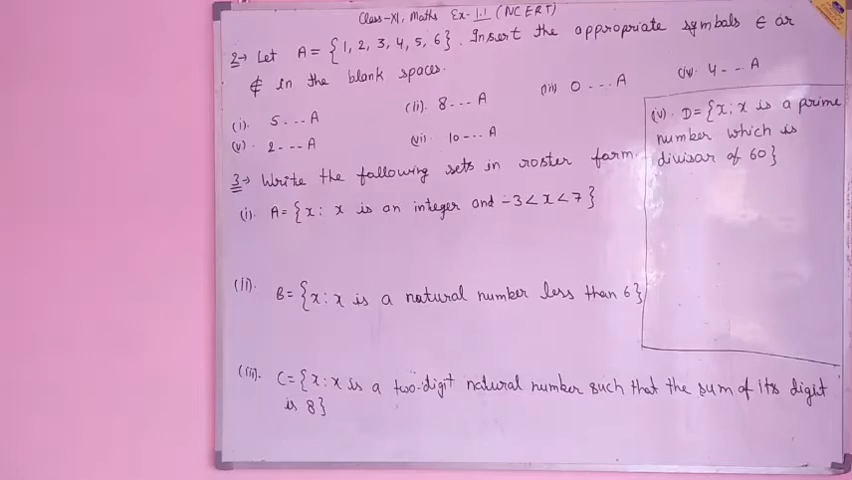 Class-XI, Maths Ex-1.1 (NCERT)
2→ Let A = {1, 2, 3, 4, 5, 6}. Insert the appropriate symbols ∈ or
∉ in the blank spaces.
(i). 5 ... A (ii). 8 ... A (iii) 0 ... A (iv). 4 ... A
(v). 2 ... A (vi). 10 ... A
3→ Write the following sets in roster form
(i). A = {x : x is an integer and -3 < x < 7}
(ii). B = {x : x is a natural number less than 6}
(iii). C = {x : x is a two-digit natural number such that the sum of its digit
is 8}
(v). D = {x ; x is a prime
number which is
divisor of 60}